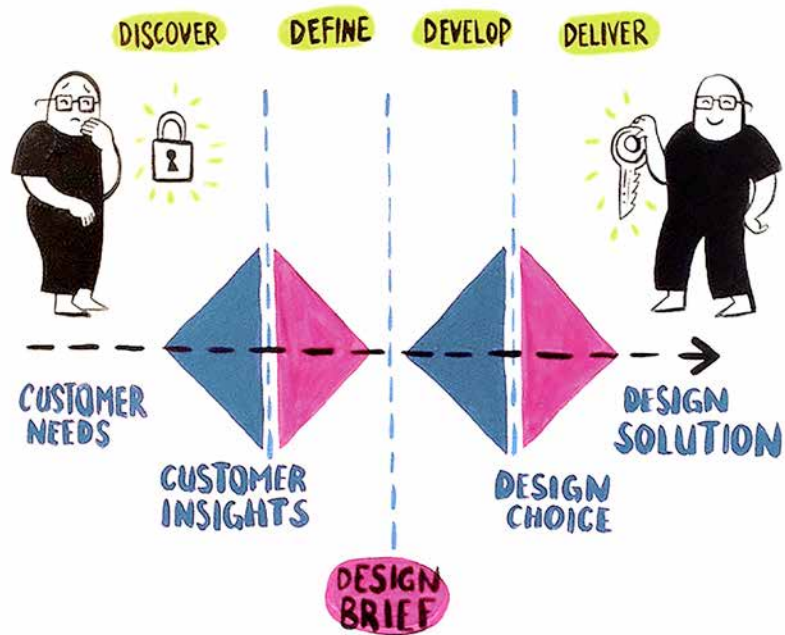 DISCOVER
DEFINE
DEVELOP
DELIVER
CUSTOMER
NEEDS
CUSTOMER
INSIGHTS
DESIGN
BRIEF
DESIGN
CHOICE
DESIGN
SOLUTION